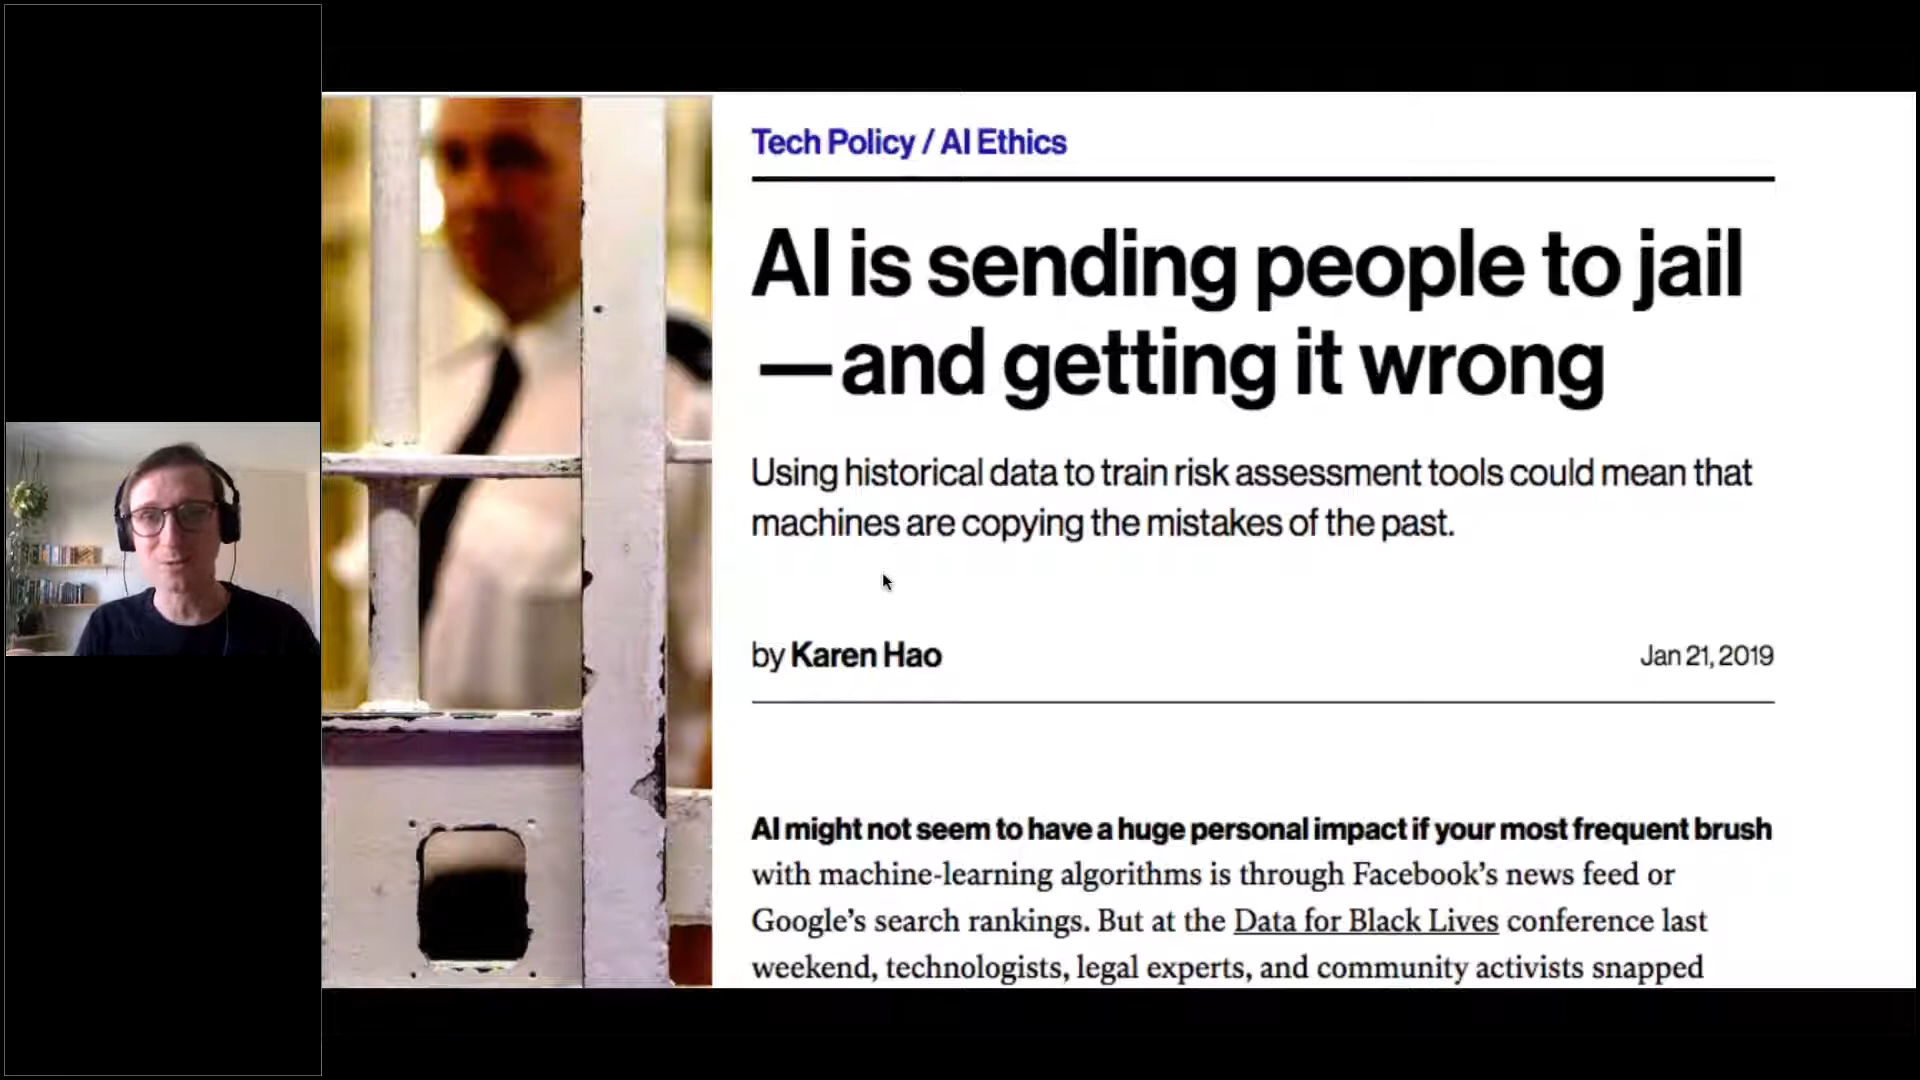 Tech Policy / AI Ethics
AI is sending people to jail
—and getting it wrong
Using historical data to train risk assessment tools could mean that
machines are copying the mistakes of the past.
by Karen Hao
Jan 21, 2019
AI might not seem to have a huge personal impact if your most frequent brush
with machine-learning algorithms is through Facebook’s news feed or
Google’s search rankings. But at the Data for Black Lives conference last
weekend, technologists, legal experts, and community activists snapped